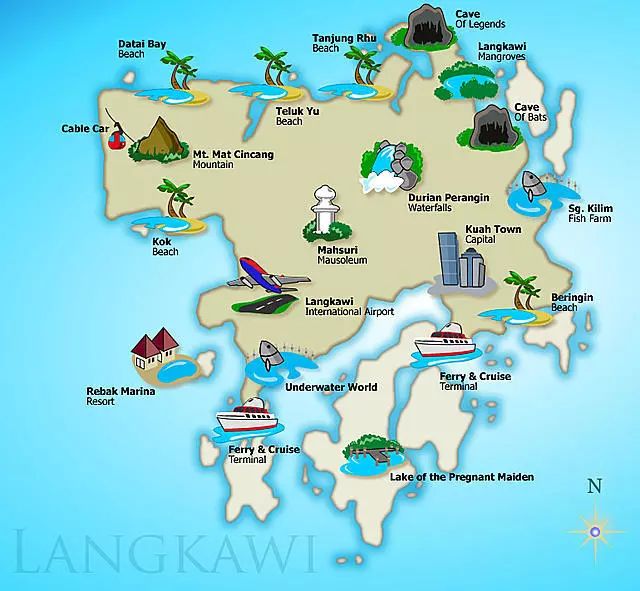 Cave
Of Legends
Datai Bay
Beach
Tanjung Rhu
Beach
Langkawi
Mangroves
Teluk Yu
Beach
Cave
Of Bats
Cable Car
Mt. Mat Cincang
Mountain
Durian Perangin
Waterfalls
Sg. Kilim
Fish Farm
Kok
Beach
Mahsuri
Mausoleum
Kuah Town
Capital
Langkawi
International Airport
Beringin
Beach
Rebak Marina
Resort
Underwater World
Ferry & Cruise
Terminal
Ferry & Cruise
Terminal
Lake of the Pregnant Maiden
N
LANGKAWI